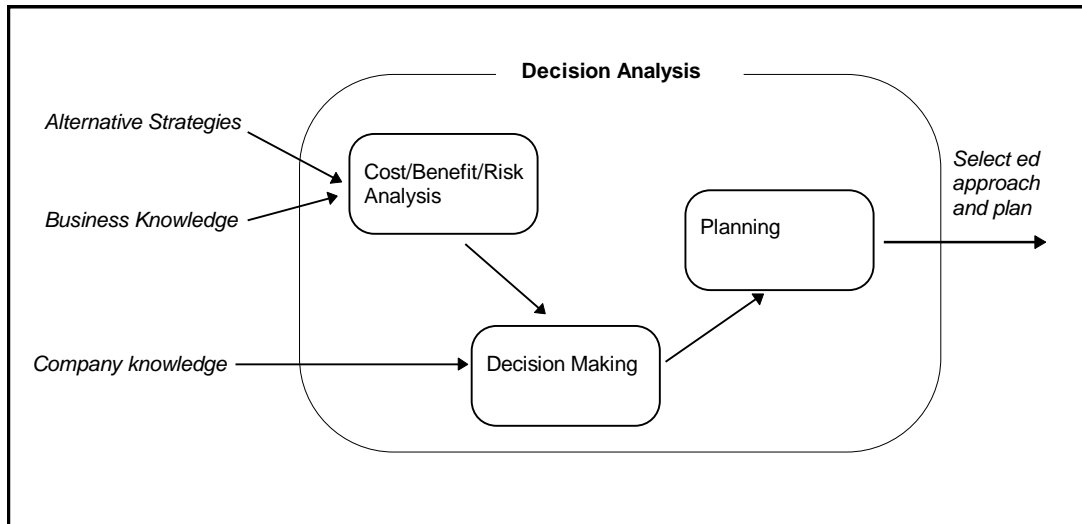 Decision Analysis
Alternative Strategies
Cost/Benefit/Risk
Analysis
Business Knowledge
Select ed
approach
and plan
Planning
Company knowledge
Decision Making